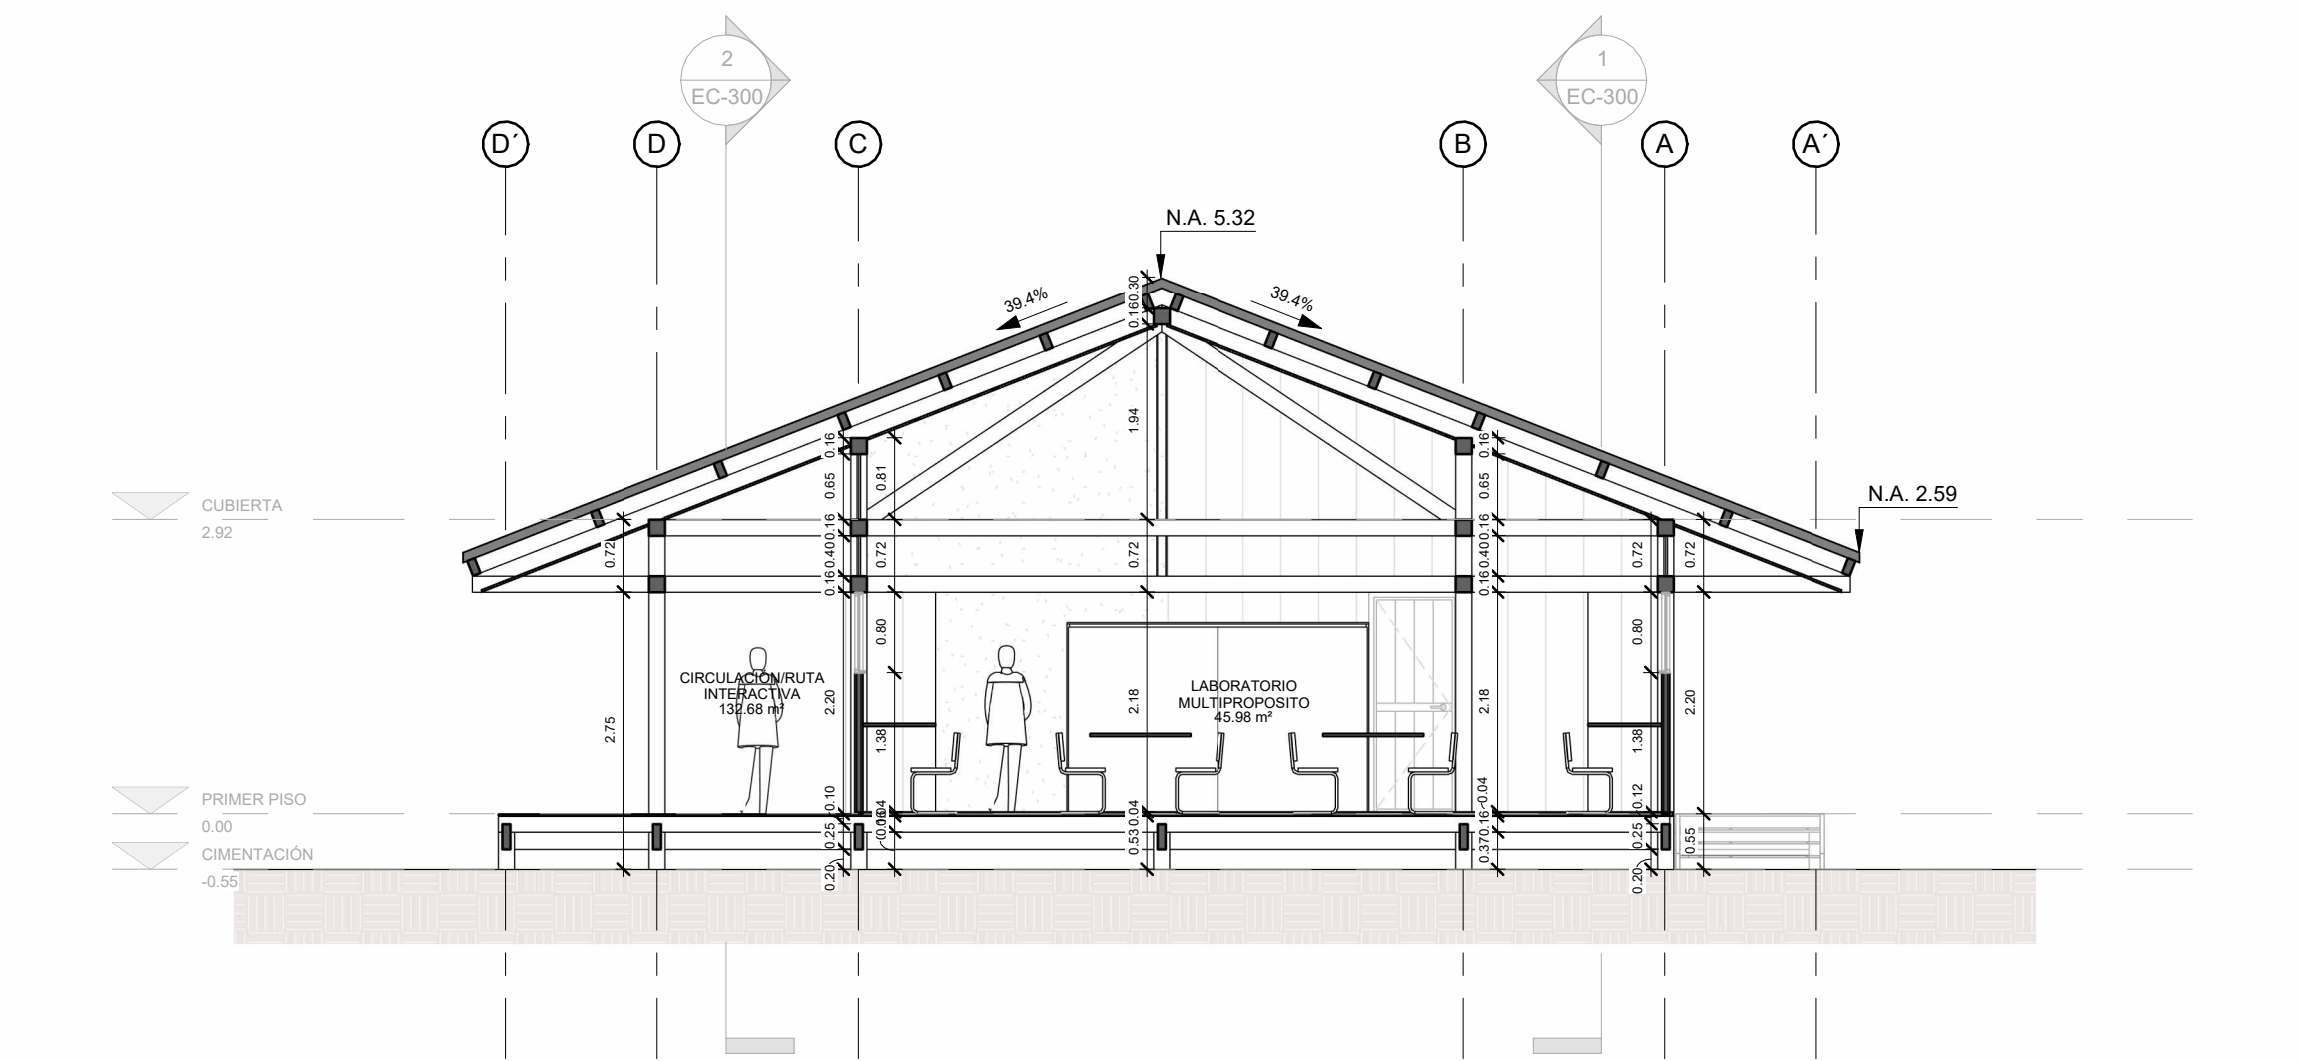 2
EC-300
1
EC-300
D´
D
C
B
A
A´
N.A. 5.32
39.4%
39.4%
0.30
0.16
1.94
0.16
0.65
0.16
0.40
0.16
0.81
0.72
0.72
0.72
0.16
0.65
0.16
0.40
0.16
0.72
0.72
N.A. 2.59
CUBIERTA
2.92
CIRCULACIÓN/RUTA
INTERACTIVA
132.68 m²
LABORATORIO
MULTIPROPOSITO
45.98 m²
2.75
2.20
0.80
1.38
2.18
2.18
0.80
1.38
2.20
PRIMER PISO
0.00
CIMENTACIÓN
-0.55
0.10
0.25
0.20
0.04
0.04
0.53
0.04
0.16
0.37
0.12
0.25
0.20
0.55